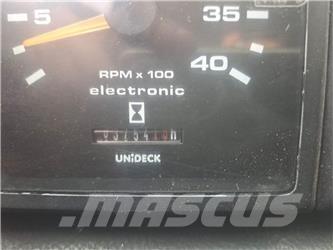 5
35
40
RPM x 100
electronic
UNiDECK
MASCUS